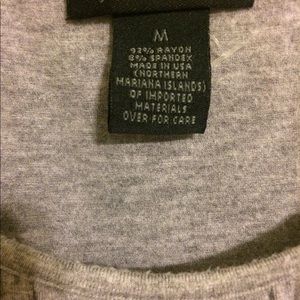 M
92% RAYON
8% SPANDEX
MADE IN USA
(NORTHERN
MARIANA ISLANDS)
OF IMPORTED
MATERIALS
OVER FOR CARE